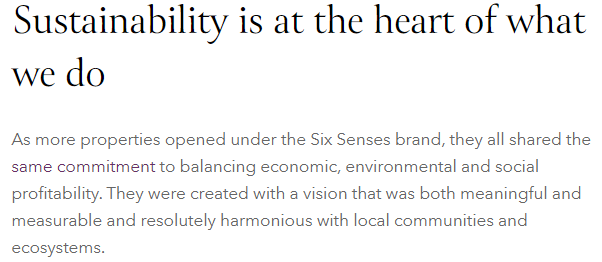 Sustainability is at the heart of what
we do
As more properties opened under the Six Senses brand, they all shared the
same commitment to balancing economic, environmental and social
profitability. They were created with a vision that was both meaningful and
measurable and resolutely harmonious with local communities and
ecosystems.